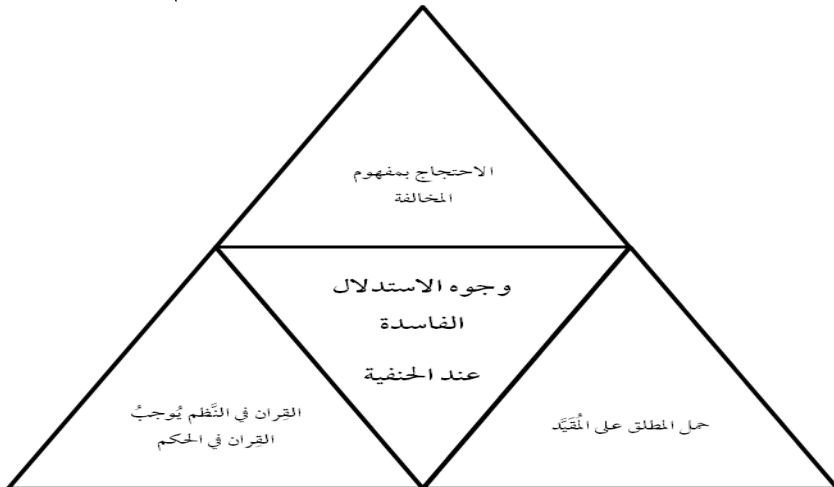 الاحتجاج بمفهوم
المخالفة
وجوه الاستدلال
الفاسدة
عند الحنفية
حمل المطلق على المُقَيَّد
القِران في النَّظم يُوجبُ
القِران في الحكم